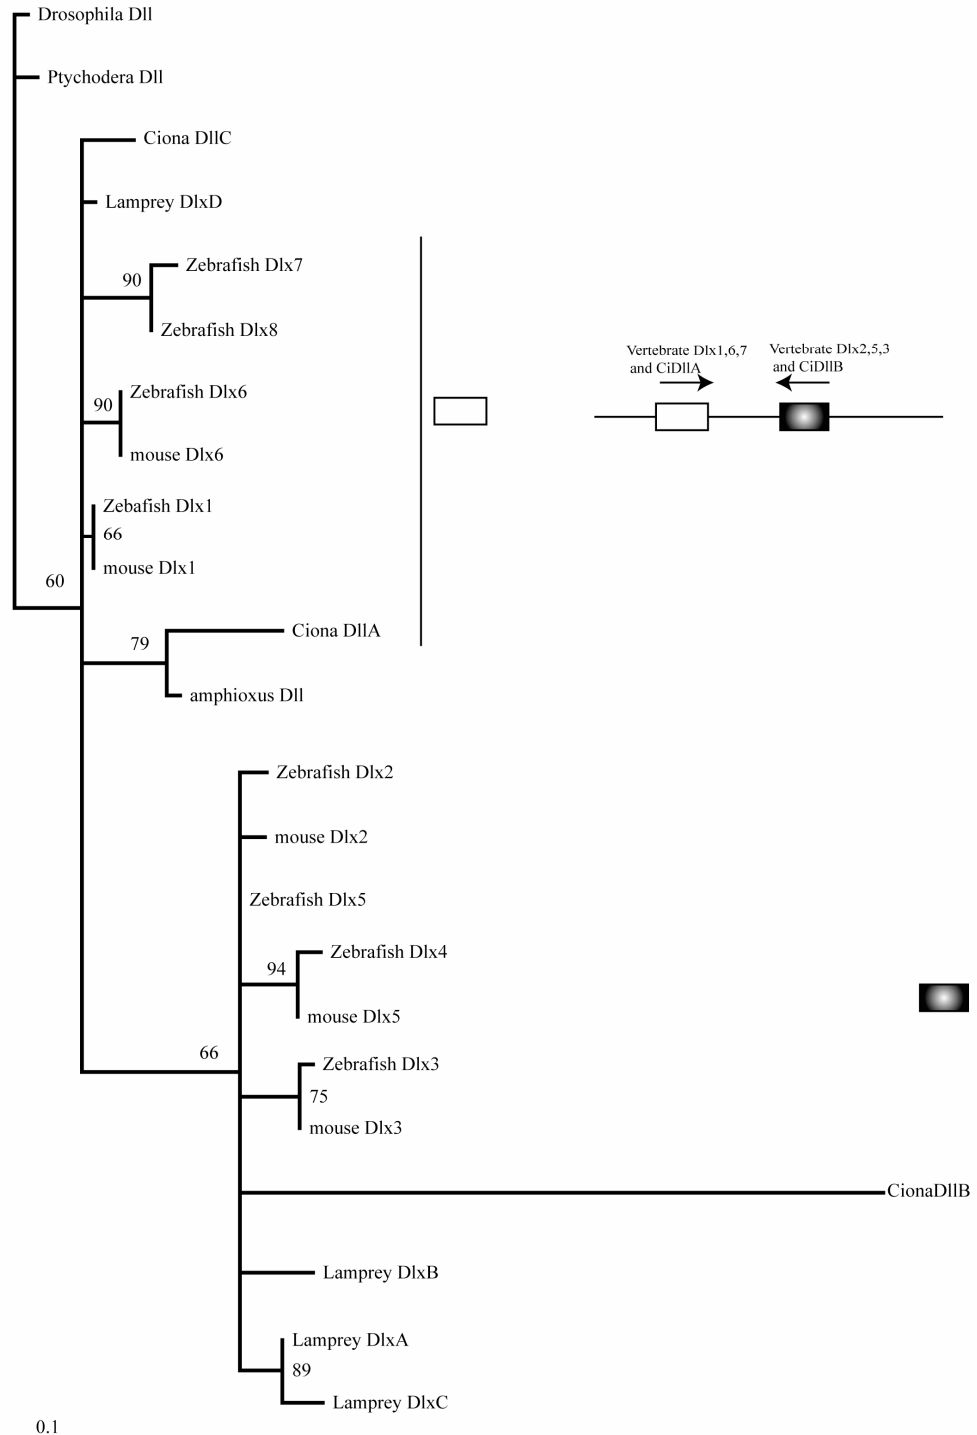 Drosophila Dll
Ptychodera Dll
Ciona DllC
Lamprey DlxD
Zebrafish Dlx7
90
Zebrafish Dlx8
Vertebrate Dlx1,6,7
and CiDllA
Vertebrate Dlx2,5,3
and CiDllB
Zebrafish Dlx6
90
mouse Dlx6
Zebafish Dlx1
66
mouse Dlx1
60
Ciona DllA
79
amphioxus Dll
Zebrafish Dlx2
mouse Dlx2
Zebrafish Dlx5
Zebrafish Dlx4
94
mouse Dlx5
66
Zebrafish Dlx3
75
mouse Dlx3
CionaDllB
Lamprey DlxB
Lamprey DlxA
89
Lamprey DlxC
0.1